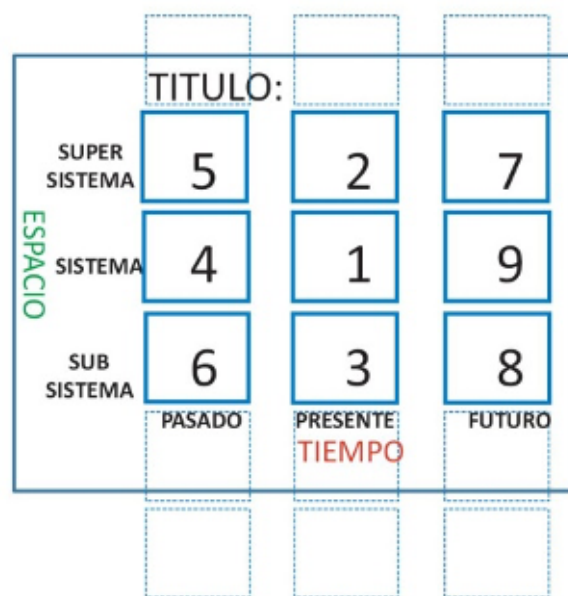 TITULO:
SUPER
SISTEMA
5 2 7
ESPACIO
SISTEMA
4 1 9
SUB
SISTEMA
6 3 8
PASADO PRESENTE FUTURO
TIEMPO